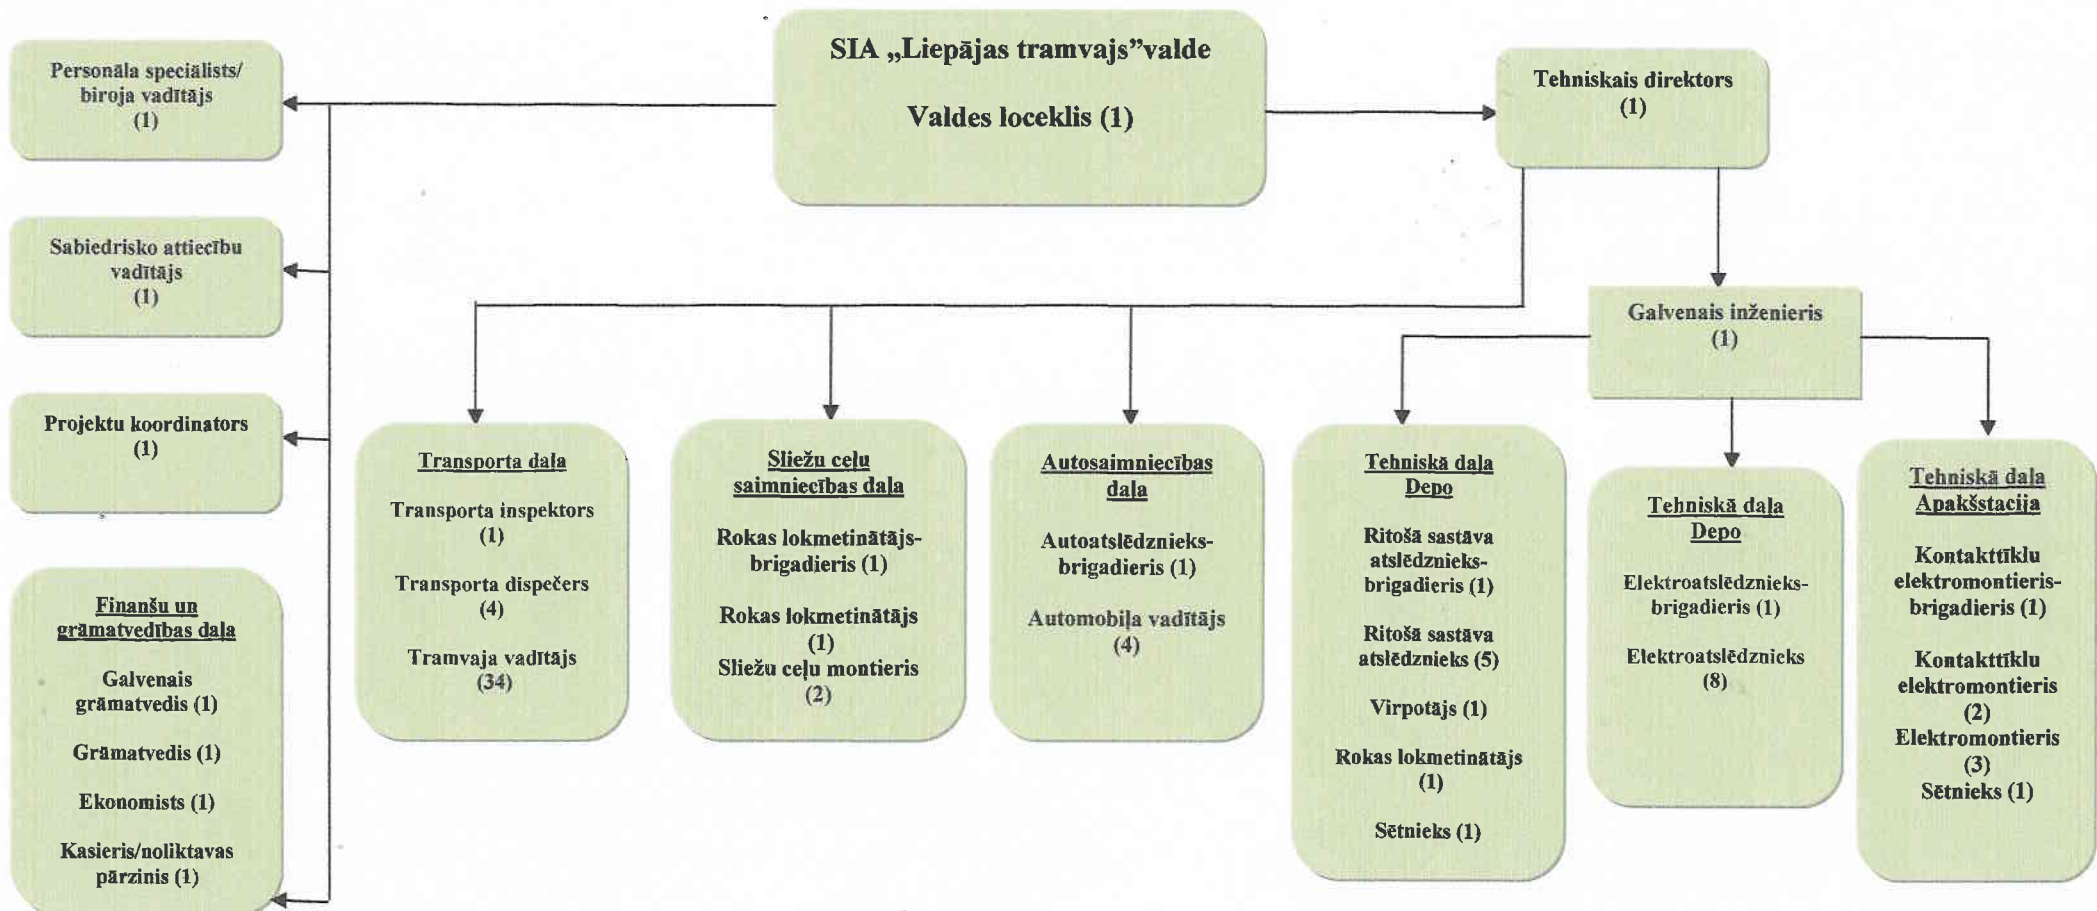 SIA „Liepājas tramvajs”valde
Valdes loceklis (1)
Personāla speciālists/
biroja vadītājs
(1)
Sabiedrisko attiecību
vadītājs
(1)
Projektu koordinators
(1)
Finanšu un
grāmatvedības daļa
Galvenais
grāmatvedis (1)
Grāmatvedis (1)
Ekonomists (1)
Kasieris/noliktavas
pārzinis (1)
Tehniskais direktors
(1)
Transporta daļa
Transporta inspektors
(1)
Transporta dispečers
(4)
Tramvaja vadītājs
(34)
Sliežu ceļu
saimniecības daļa
Rokas lokmetinātājs-
brigadieris (1)
Rokas lokmetinātājs
(1)
Sliežu ceļu montieris
(2)
Autosaimniecības
daļa
Autoatslēdznieks-
brigadieris (1)
Automobiļa vadītājs
(4)
Galvenais inženieris
(1)
Tehniskā daļa
Depo
Ritošā sastāva
atslēdznieks-
brigadieris (1)
Ritošā sastāva
atslēdznieks (5)
Virpotājs (1)
Rokas lokmetinātājs
(1)
Sētnieks (1)
Tehniskā daļa
Depo
Elektroatslēdznieks-
brigadieris (1)
Elektroatslēdznieks
(8)
Tehniskā daļa
Apakšstacija
Kontakttīklu
elektromontieris-
brigadieris (1)
Kontakttīklu
elektromontieris
(2)
Elektromontieris
(3)
Sētnieks (1)